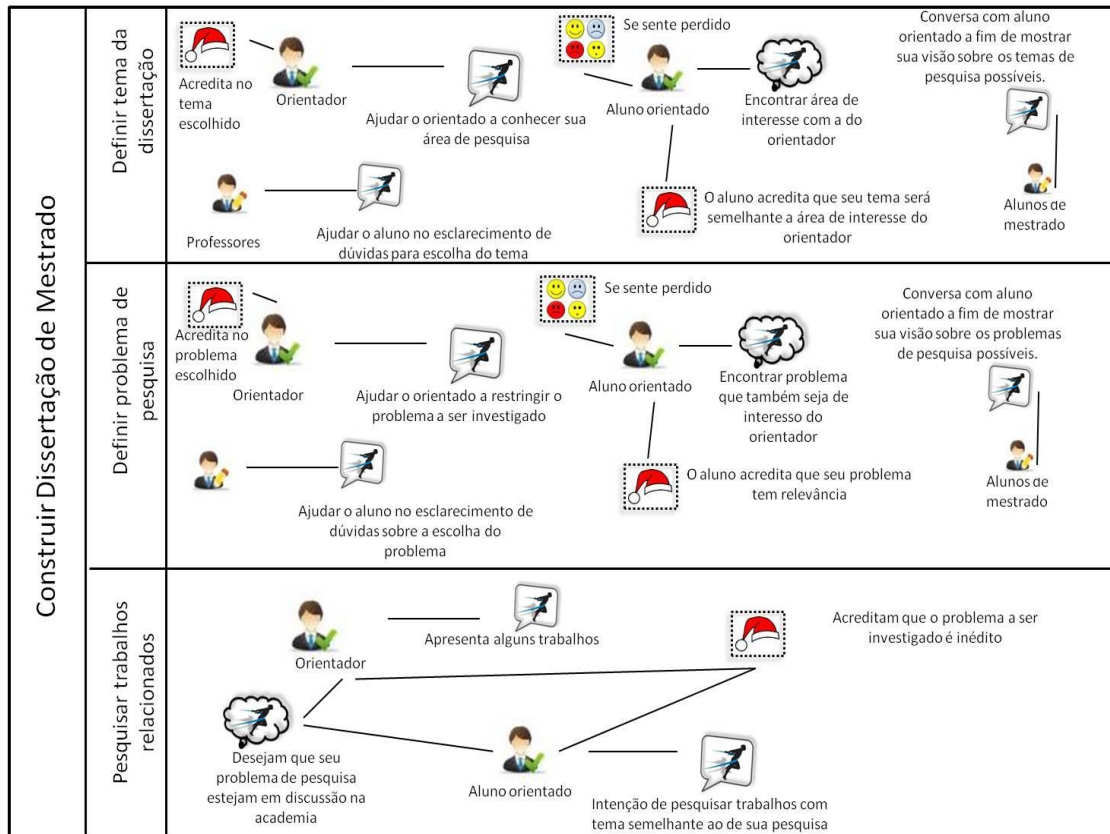 Construir Dissertação de Mestrado
Definir tema da
dissertação
Acredita no
tema
escolhido
Orientador
Ajudar o orientado a conhecer sua
área de pesquisa
Se sente perdido
Aluno orientado
Encontrar área de
interesse com a do
orientador
Conversa com aluno
orientado a fim de mostrar
sua visão sobre os temas de
pesquisa possíveis.
Professores
Ajudar o aluno no esclarecimento de
dúvidas para escolha do tema
O aluno acredita que seu tema será
semelhante a área de interesse do
orientador
Alunos de
mestrado
Definir problema de
pesquisa
Acredita no
problema
escolhido
Orientador
Ajudar o orientado a restringir o
problema a ser investigado
Se sente perdido
Aluno orientado
Encontrar problema
que também seja de
interesso do
orientador
Conversa com aluno
orientado a fim de mostrar
sua visão sobre os problemas
de pesquisa possíveis.
Ajudar o aluno no esclarecimento de
dúvidas sobre a escolha do
problema
O aluno acredita que seu problema
tem relevância
Alunos de
mestrado
Pesquisar trabalhos
relacionados
Orientador
Apresenta alguns trabalhos
Acreditam que o problema a ser
investigado é inédito
Desejam que seu
problema de pesquisa
estejam em discussão na
academia
Aluno orientado
Intenção de pesquisar trabalhos com
tema semelhante ao de sua pesquisa